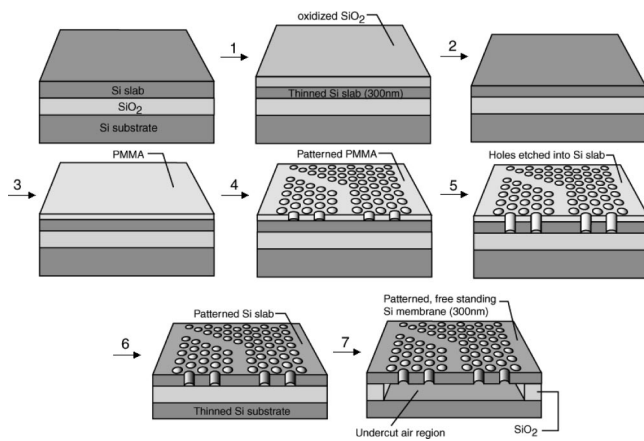 oxidized SiO₂
1
2
Si slab
SiO₂
Si substrate
Thinned Si slab (300nm)
3
PMMA
4
Patterned PMMA
5
Holes etched into Si slab
6
Patterned Si slab
Thinned Si substrate
7
Patterned, free standing
Si membrane (300nm)
Undercut air region
SiO₂